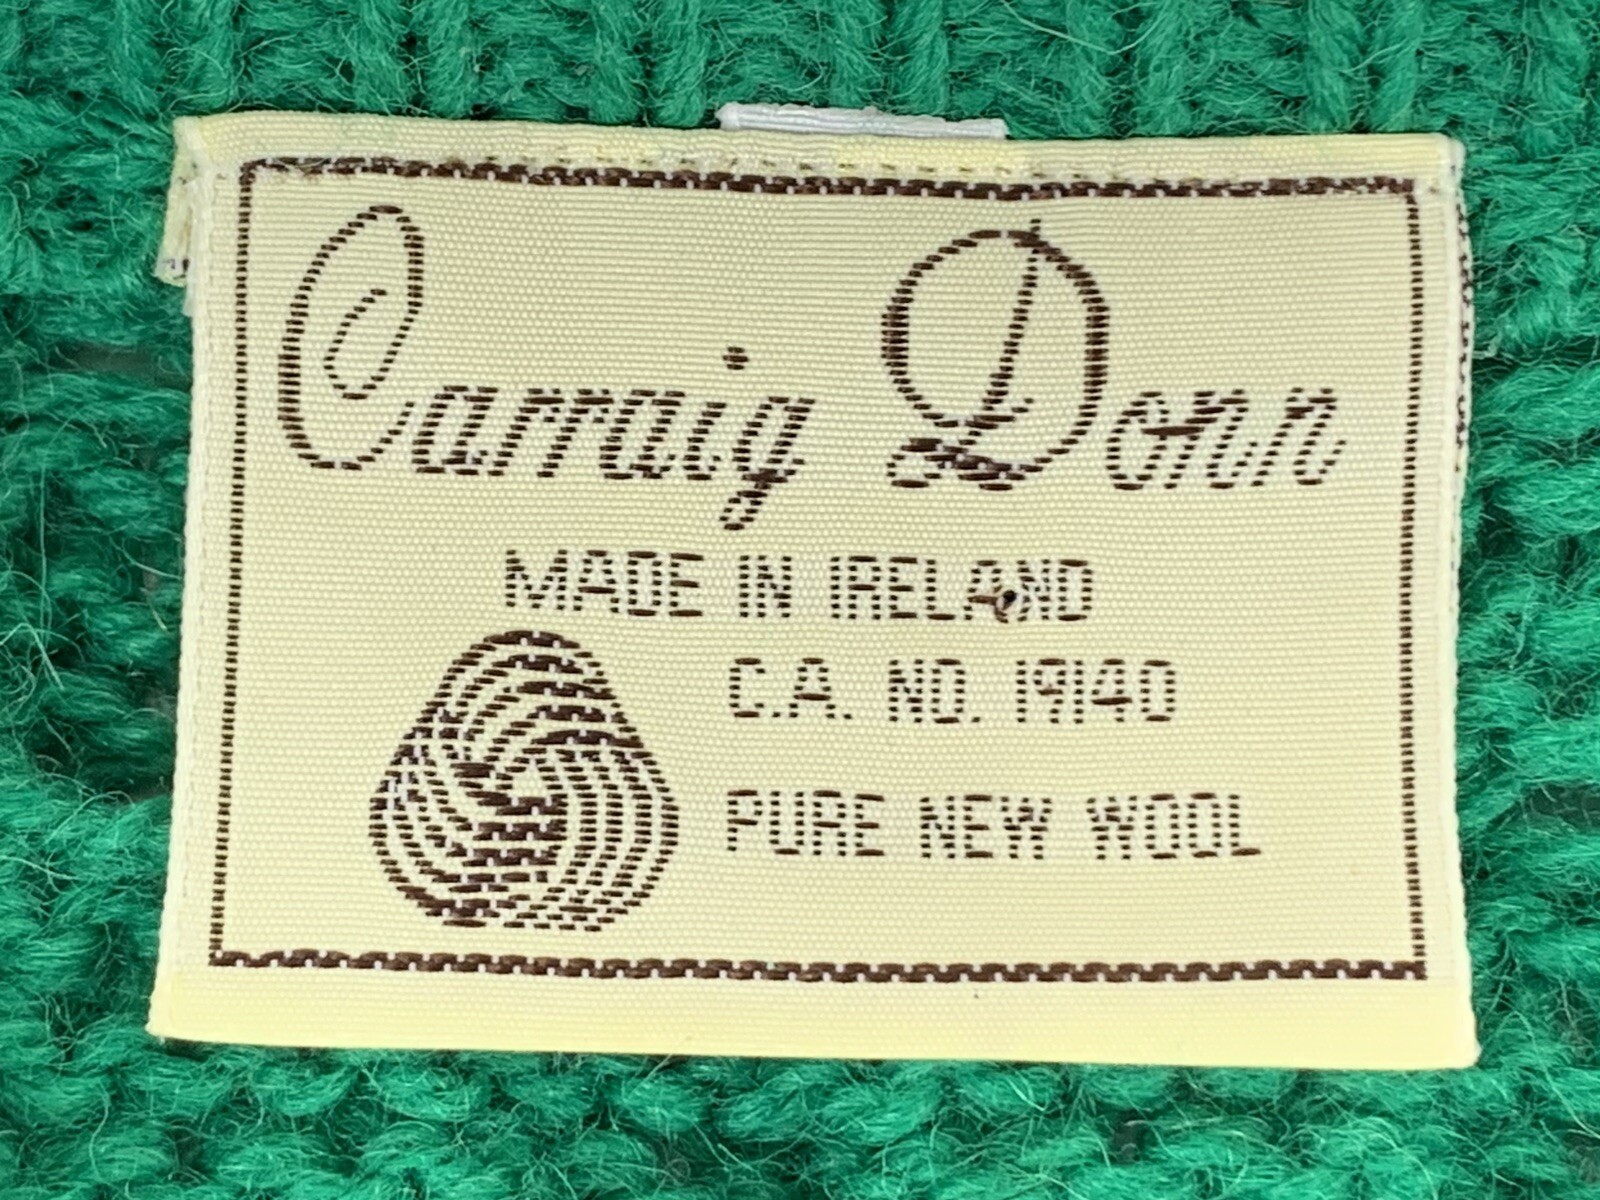 Carraig Donn
MADE IN IRELAND
C.A. NO. 19140
PURE NEW WOOL